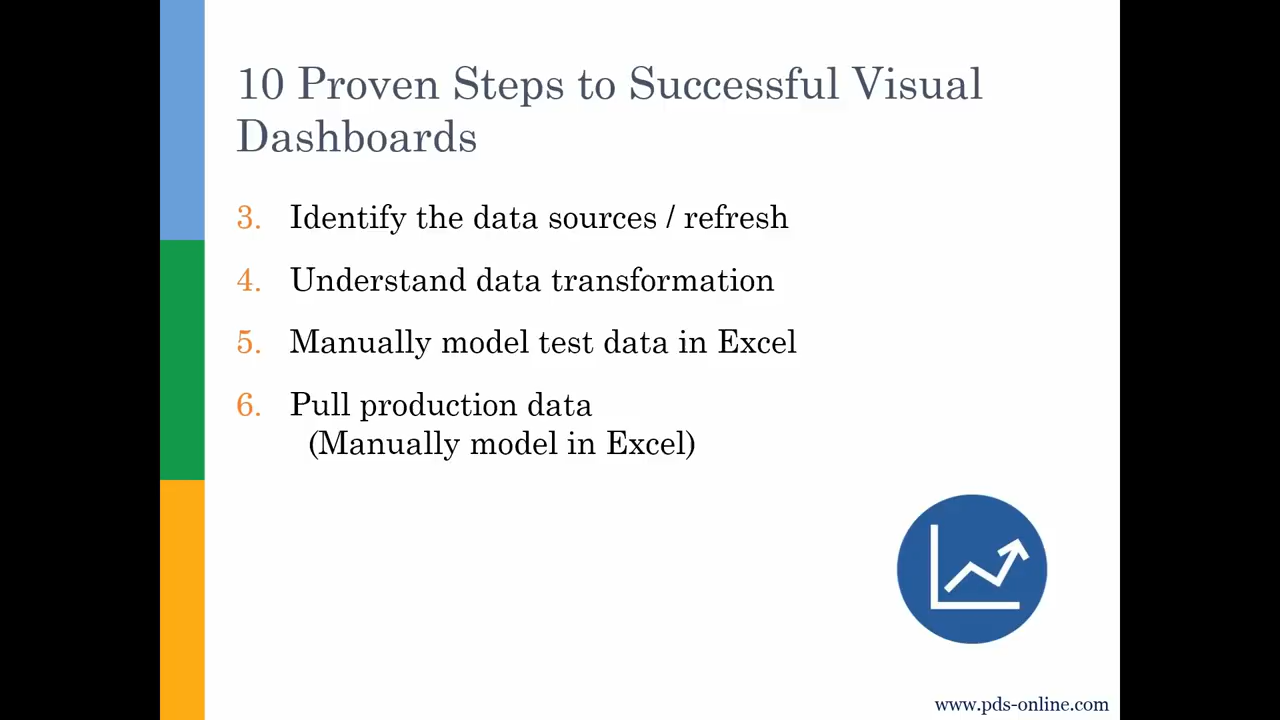 10 Proven Steps to Successful Visual
Dashboards
3. Identify the data sources / refresh
4. Understand data transformation
5. Manually model test data in Excel
6. Pull production data
(Manually model in Excel)
www.pds-online.com